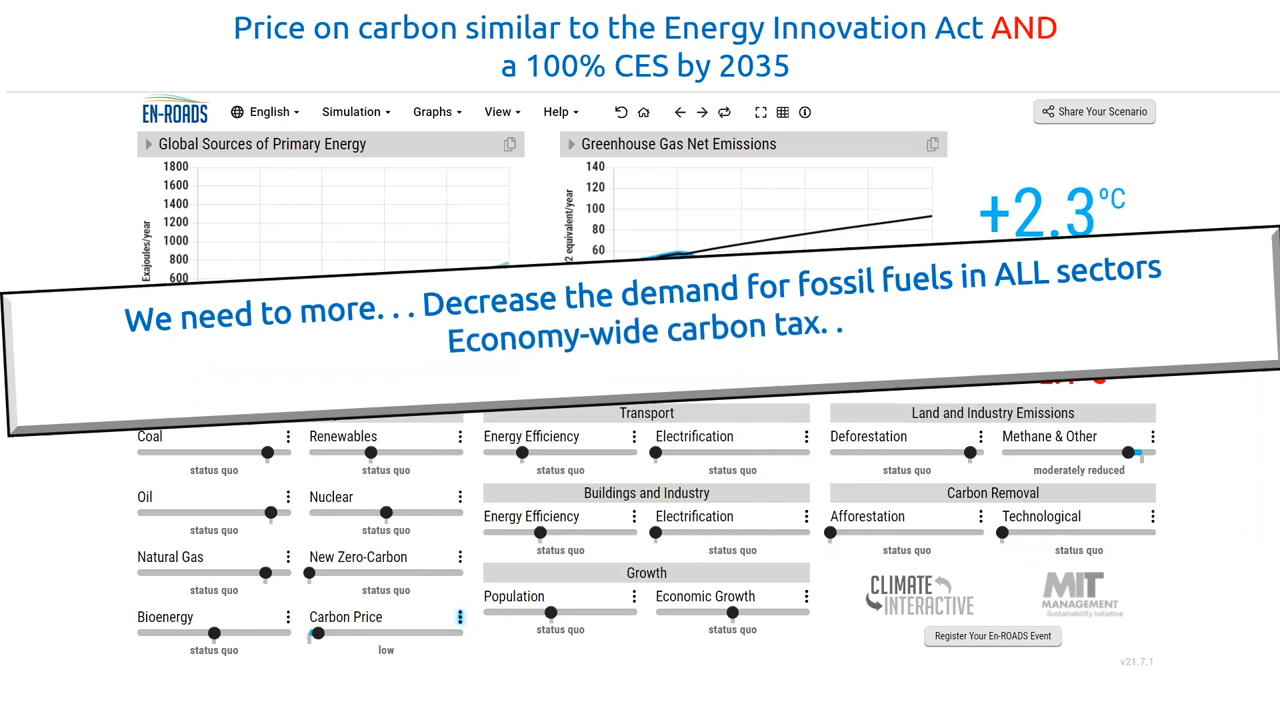 Price on carbon similar to the Energy Innovation Act AND
a 100% CES by 2035
EN-ROADS
English
Simulation
Graphs
View
Help
Share Your Scenario
Global Sources of Primary Energy
1800
1600
1400
1200
1000
800
600
Exajoules/year
Greenhouse Gas Net Emissions
140
120
100
80
60
2 equivalent/year
+2.3°C
We need to more. . . Decrease the demand for fossil fuels in ALL sectors
Economy-wide carbon tax. .
Coal
status quo
Renewables
status quo
Oil
status quo
Nuclear
status quo
Natural Gas
status quo
New Zero-Carbon
status quo
Bioenergy
status quo
Carbon Price
low
Transport
Energy Efficiency
status quo
Electrification
status quo
Buildings and Industry
Energy Efficiency
status quo
Electrification
status quo
Growth
Population
status quo
Economic Growth
status quo
Land and Industry Emissions
Deforestation
status quo
Methane & Other
moderately reduced
Carbon Removal
Afforestation
status quo
Technological
status quo
CLIMATE
INTERACTIVE
MIT
MANAGEMENT
Sustainability Initiative
Register Your En-ROADS Event
v21.7.1